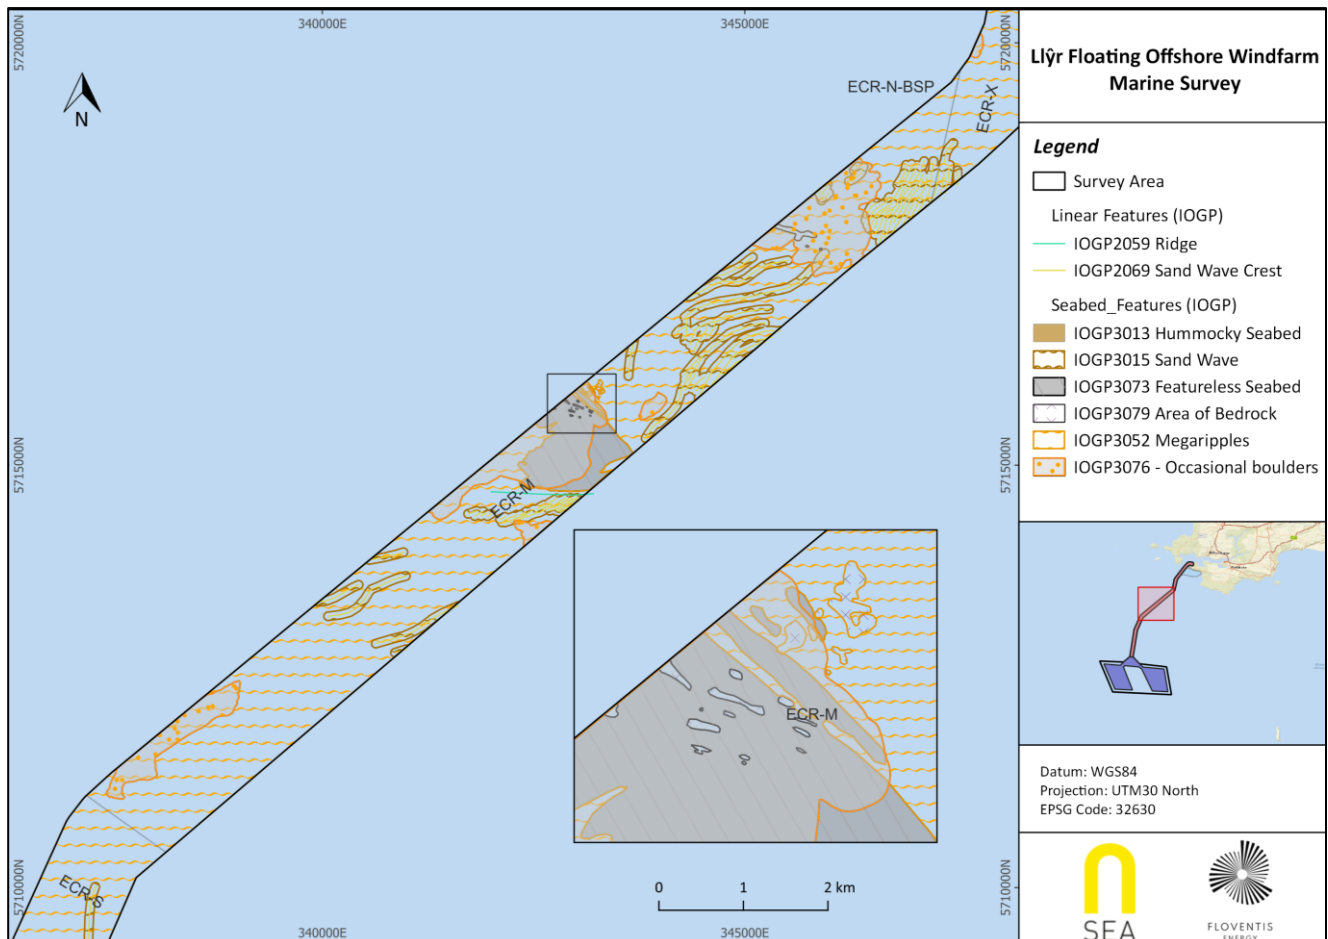 340000E
345000E
5720000N
5720000N
Llŷr Floating Offshore Windfarm
Marine Survey
N
ECR-N-BSP
ECR-X
Legend
Survey Area
Linear Features (IOGP)
IOGP2059 Ridge
IOGP2069 Sand Wave Crest
Seabed_Features (IOGP)
IOGP3013 Hummocky Seabed
IOGP3015 Sand Wave
IOGP3073 Featureless Seabed
IOGP3079 Area of Bedrock
IOGP3052 Megaripples
IOGP3076 - Occasional boulders
5715000N
5715000N
ECR-M
ECR-M
Datum: WGS84
Projection: UTM30 North
EPSG Code: 32630
5710000N
5710000N
ECR-S
0 1 2 km
340000E
345000E
SEA
FLOVENTIS
ENERGY